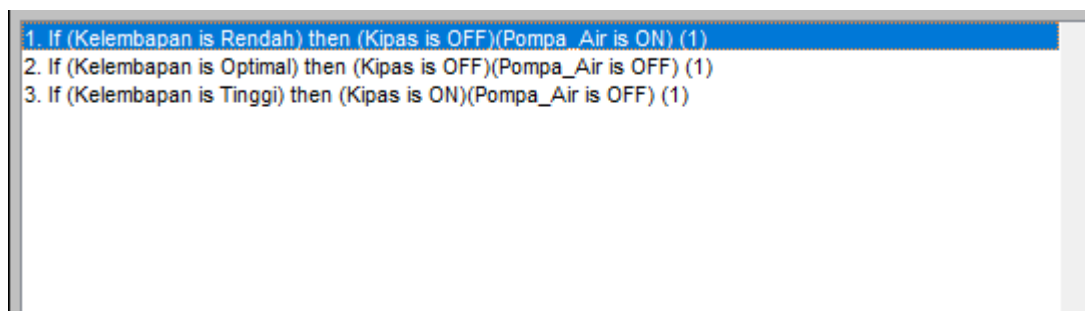 1. If (Kelembapan is Rendah) then (Kipas is OFF)(Pompa_Air is ON) (1)
2. If (Kelembapan is Optimal) then (Kipas is OFF)(Pompa_Air is OFF) (1)
3. If (Kelembapan is Tinggi) then (Kipas is ON)(Pompa_Air is OFF) (1)